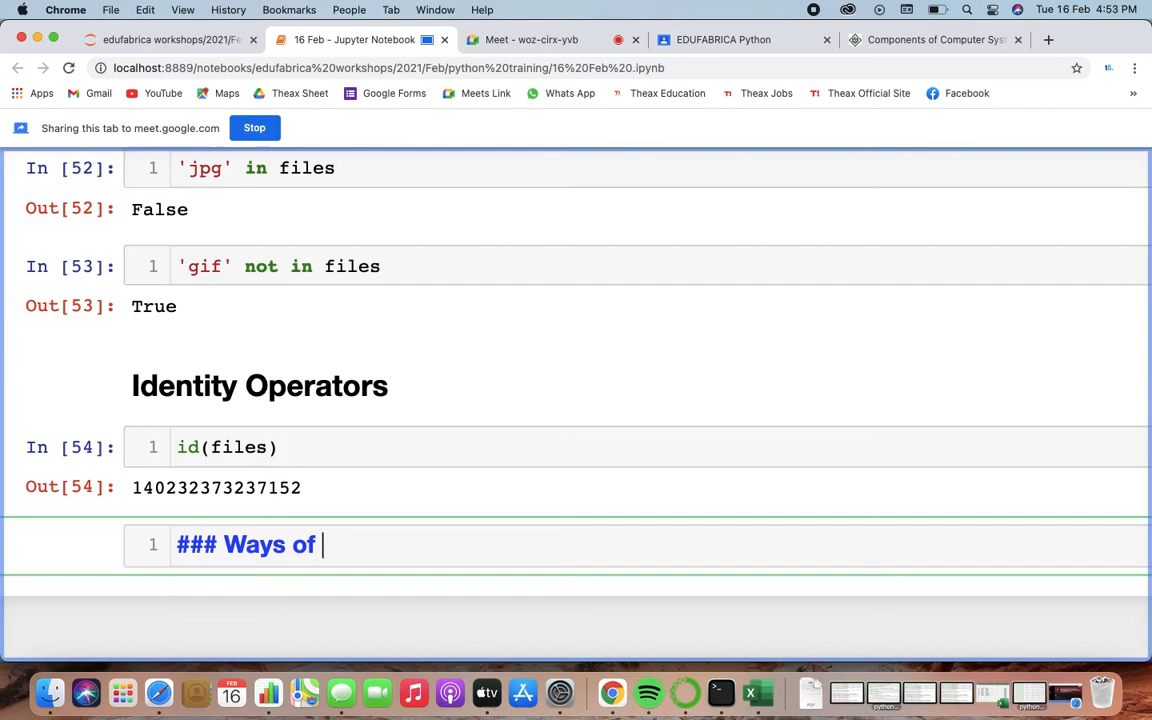 Chrome File Edit View History Bookmarks People Tab Window Help Tue 16 Feb 4:53 PM
edufabrica workshops/2021/Fe 16 Feb - Jupyter Notebook Meet - woz-cirx-yvb EDUFABRICA Python Components of Computer Syst
localhost:8889/notebooks/edufabrica%20workshops/2021/Feb/python%20training/16%20Feb%20.ipynb
Apps Gmail YouTube Maps Theax Sheet Google Forms Meets Link Whats App Theax Education Theax Jobs Theax Official Site Facebook »
Sharing this tab to meet.google.com Stop
In [52]: 1 'jpg' in files
Out[52]: False
In [53]: 1 'gif' not in files
Out[53]: True
Identity Operators
In [54]: 1 id(files)
Out[54]: 140232373237152
1 ### Ways of
FEB
16